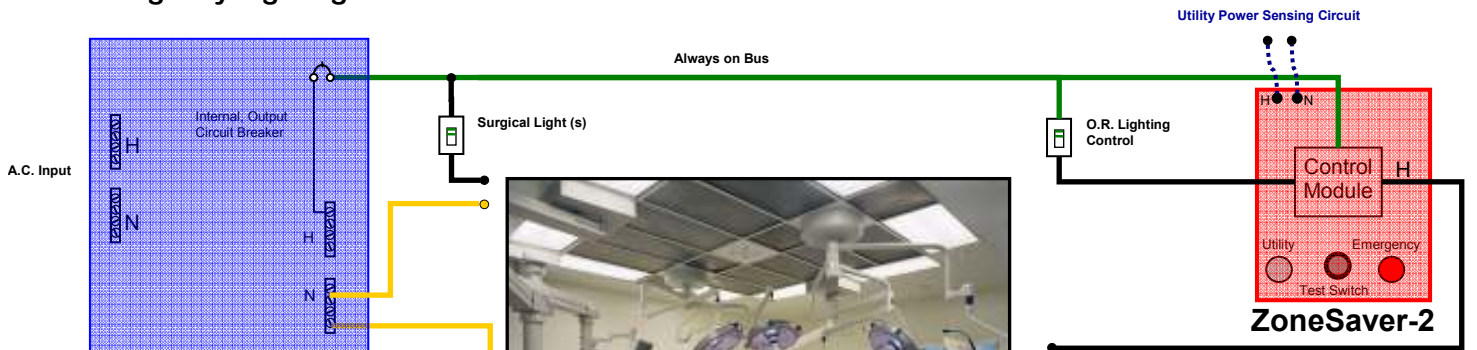 Utility Power Sensing Circuit
Always on Bus
H N
Internal, Output
Circuit Breaker
Surgical Light (s)
O.R. Lighting
Control
H
A.C. Input
Control
Module
H
N
H
Utility
Emergency
N
Test Switch
ZoneSaver-2